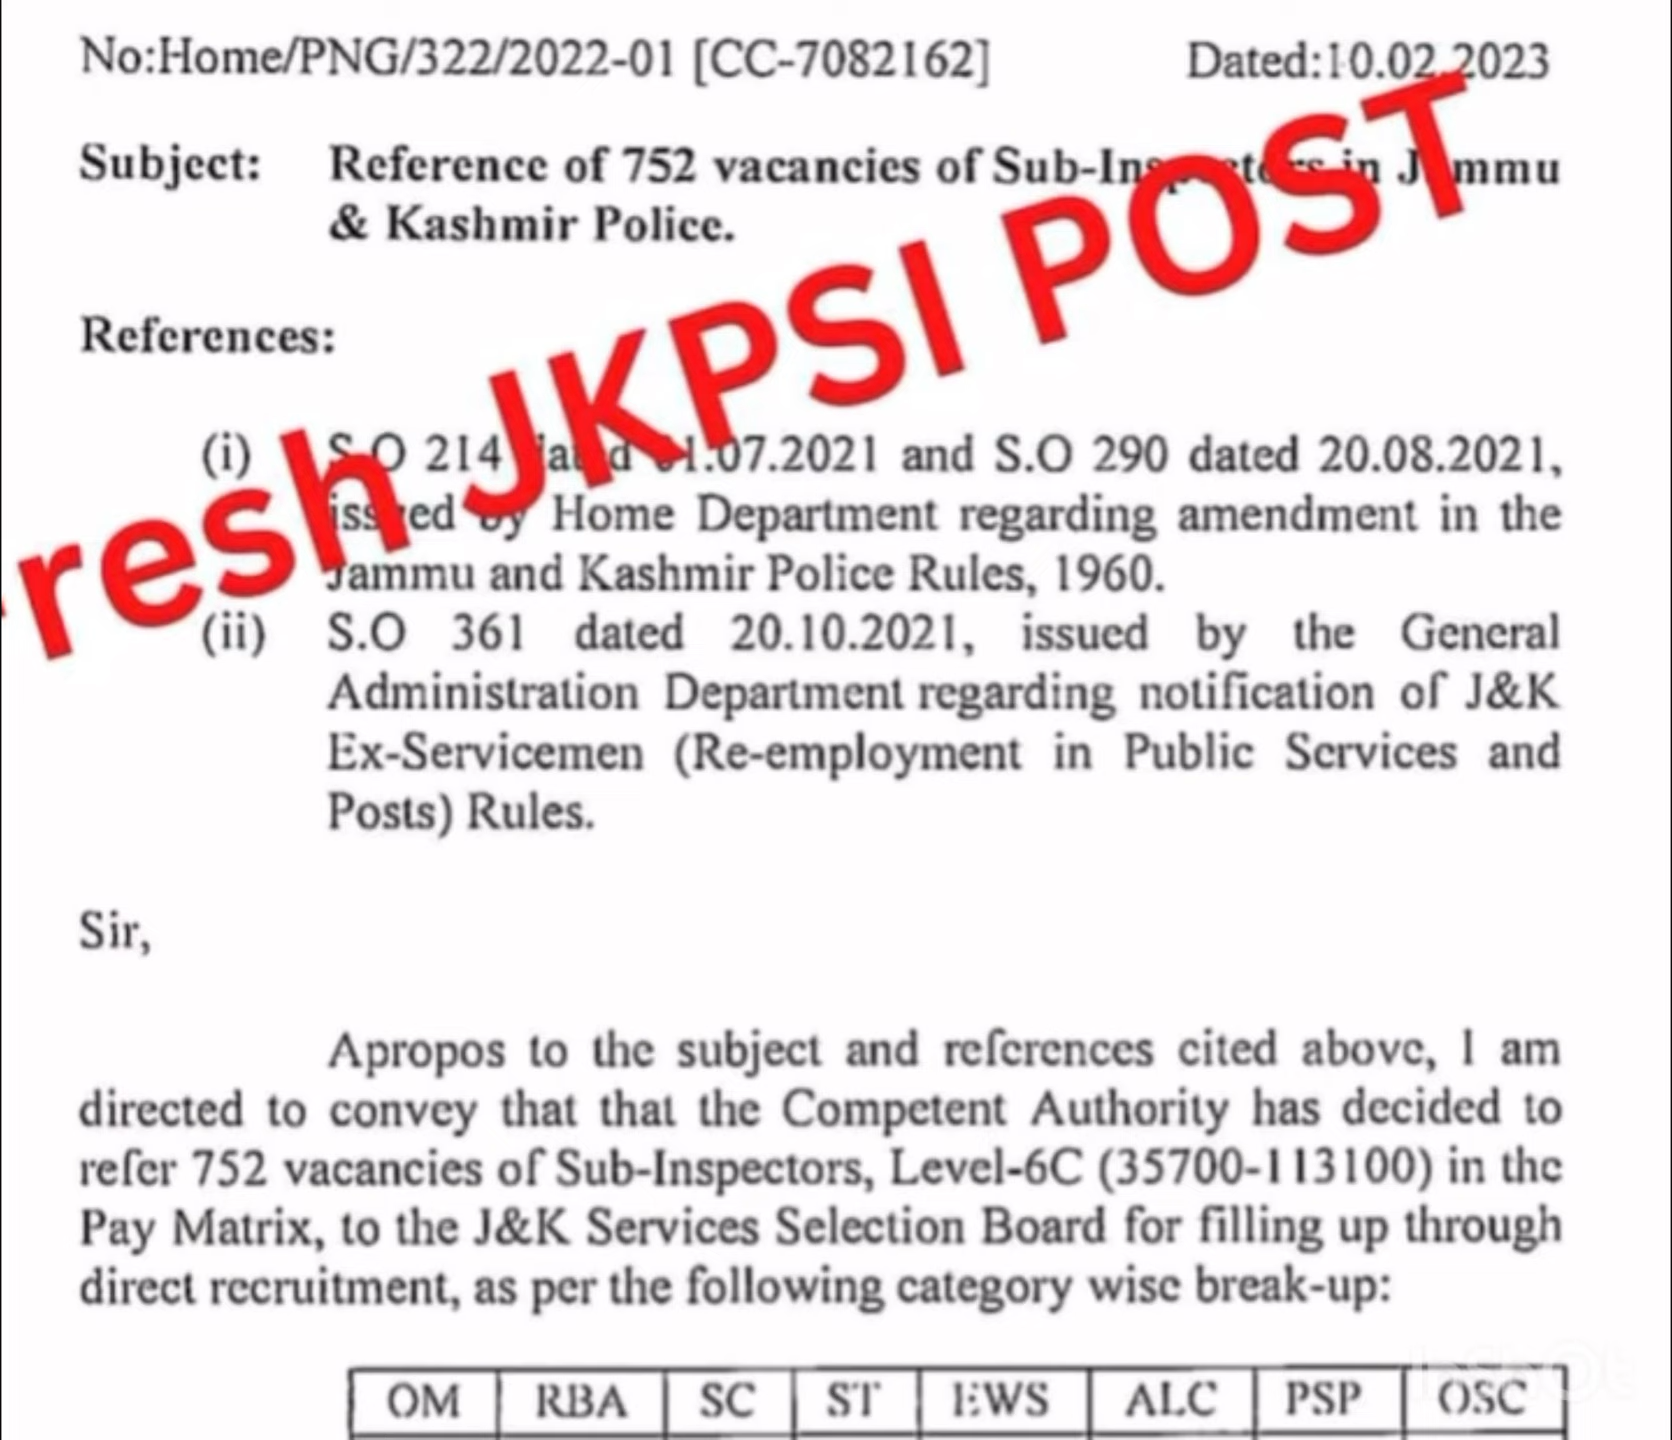 No:Home/PNG/322/2022-01 [CC-7082162] Dated:10.02.2023
Subject: Reference of 752 vacancies of Sub-Inspectors in Jammu
& Kashmir Police.
resh JKPSI POST
References:
(i) S.O 214 dated 01.07.2021 and S.O 290 dated 20.08.2021,
issued by Home Department regarding amendment in the
Jammu and Kashmir Police Rules, 1960.
(ii) S.O 361 dated 20.10.2021, issued by the General
Administration Department regarding notification of J&K
Ex-Servicemen (Re-employment in Public Services and
Posts) Rules.
Sir,
Apropos to the subject and references cited above, I am
directed to convey that that the Competent Authority has decided to
refer 752 vacancies of Sub-Inspectors, Level-6C (35700-113100) in the
Pay Matrix, to the J&K Services Selection Board for filling up through
direct recruitment, as per the following category wise break-up:
OM RBA SC ST EWS ALC PSP OSC